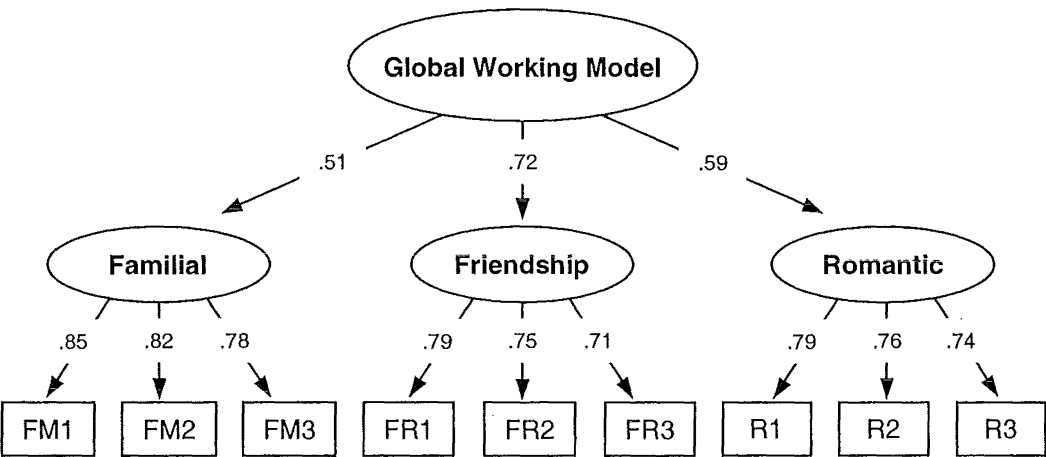 Global Working Model
.51 .72 .59
Familial Friendship Romantic
.85 .82 .78 .79 .75 .71 .79 .76 .74
FM1 FM2 FM3 FR1 FR2 FR3 R1 R2 R3